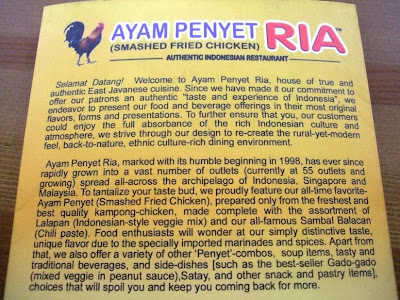 AYAM PENYET RIA™
(SMASHED FRIED CHICKEN)
AUTHENTIC INDONESIAN RESTAURANT
Selamat Datang! Welcome to Ayam Penyet Ria, house of true and
authentic East Javanese cuisine. Since we have made it our commitment to
offer our patrons an authentic "taste and experience of Indonesia", we
endeavor to present our food and beverage offerings in their most original
flavors, forms and presentations. To further ensure that you, our customers
could enjoy the full absorbance of the rich Indonesian culture and
atmosphere, we strive through our design to re-create the rural-yet-modern
feel, back-to-nature, ethnic culture-rich dining environment.
Ayam Penyet Ria, marked with its humble beginning in 1998, has ever since
rapidly grown into a vast number of outlets (currently at 55 outlets and
growing) spread all-across the archipelago of Indonesia, Singapore and
Malaysia. To tantalize your taste bud, we proudly feature our all-time favorite-
Ayam Penyet (Smashed Fried Chicken), prepared only from the freshest and
best quality kampong-chicken, made complete with the assortment of
Lalapan (Indonesian-style veggie mix) and our all-famous Sambal Balacan
(Chili paste). Food enthusiasts will wonder at our simply distinctive taste,
unique flavor due to the specially imported marinades and spices. Apart from
that, we also offer a variety of other 'Penyet'-combos, soup items, tasty and
traditional beverages, and side-dishes [such as the best-seller Gado-gado
(mixed veggie in peanut sauce),Satay, and other snack and pastry items],
choices that will spoil you and keep you coming back for more.